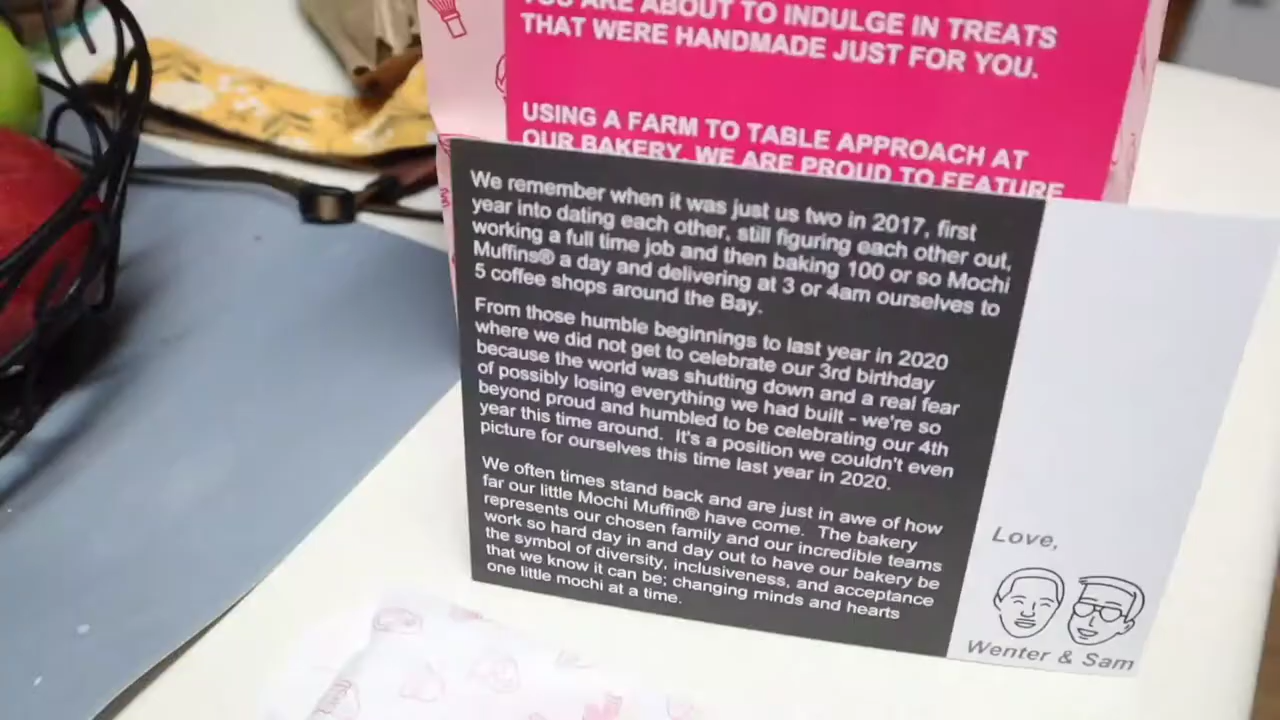 YOU ARE ABOUT TO INDULGE IN TREATS
THAT WERE HANDMADE JUST FOR YOU.
USING A FARM TO TABLE APPROACH AT
OUR BAKERY, WE ARE PROUD TO FEATURE
We remember when it was just us two in 2017, first
year into dating each other, still figuring each other out,
working a full time job and then baking 100 or so Mochi
Muffins® a day and delivering at 3 or 4am ourselves to
5 coffee shops around the Bay.
From those humble beginnings to last year in 2020
where we did not get to celebrate our 3rd birthday
because the world was shutting down and a real fear
of possibly losing everything we had built - we're so
beyond proud and humbled to be celebrating our 4th
year this time around. It's a position we couldn't even
picture for ourselves this time last year in 2020.
We often times stand back and are just in awe of how
far our little Mochi Muffin® have come. The bakery
represents our chosen family and our incredible teams
work so hard day in and day out to have our bakery be
the symbol of diversity, inclusiveness, and acceptance
that we know it can be; changing minds and hearts
one little mochi at a time.
Love,
Wenter & Sam